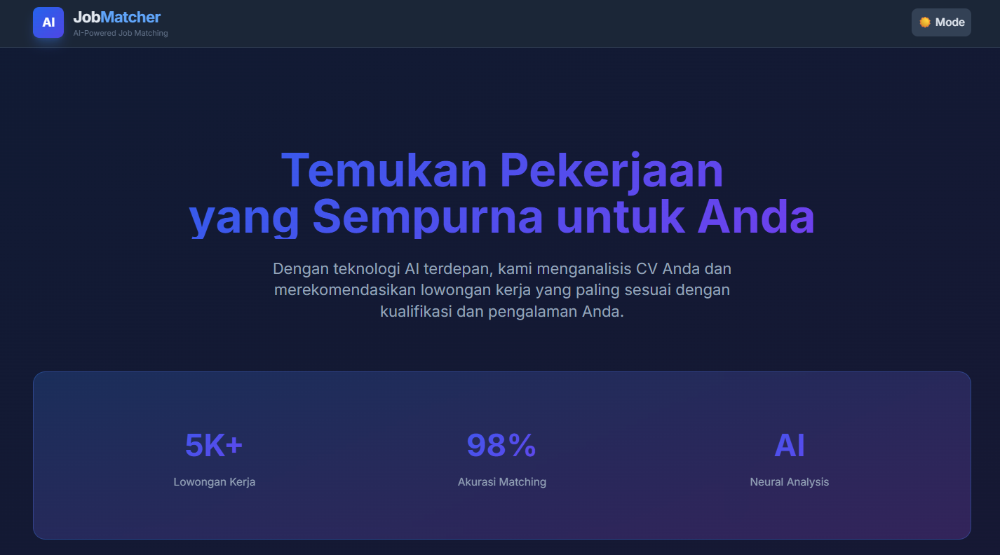 AI
JobMatcher
AI-Powered Job Matching
Mode
Temukan Pekerjaan
yang Sempurna untuk Anda
Dengan teknologi AI terdepan, kami menganalisis CV Anda dan
merekomendasikan lowongan kerja yang paling sesuai dengan
kualifikasi dan pengalaman Anda.
5K+
Lowongan Kerja
98%
Akurasi Matching
AI
Neural Analysis